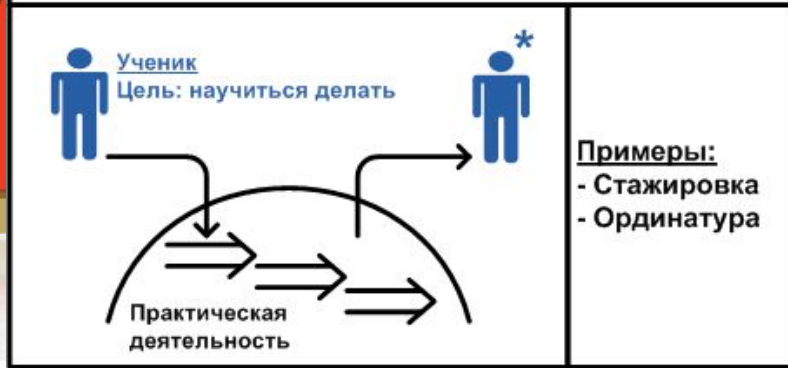 *
Ученик
Цель: научиться делать
Практическая
деятельность
Примеры:
- Стажировка
- Ординатура